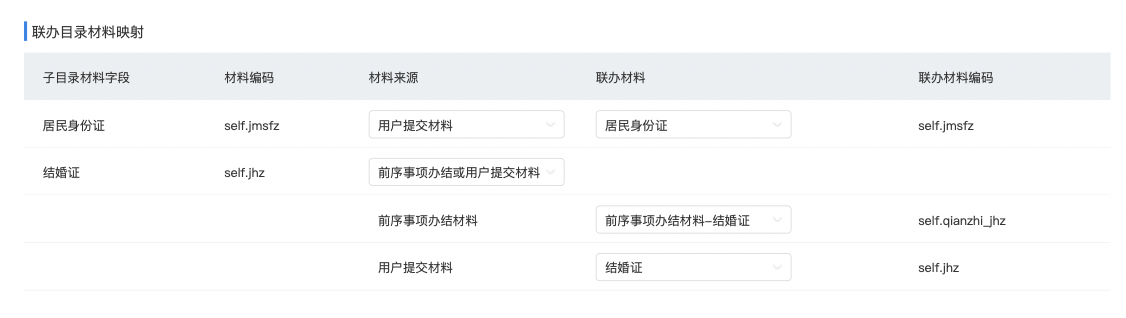 联办目录材料映射
子目录材料字段 材料编码 材料来源 联办材料 联办材料编码
居民身份证 self.jmsfz 用户提交材料 居民身份证 self.jmsfz
结婚证 self.jhz 前序事项办结或用户提交材料
前序事项办结材料 前序事项办结材料-结婚证 self.qianzhi_jhz
用户提交材料 结婚证 self.jhz